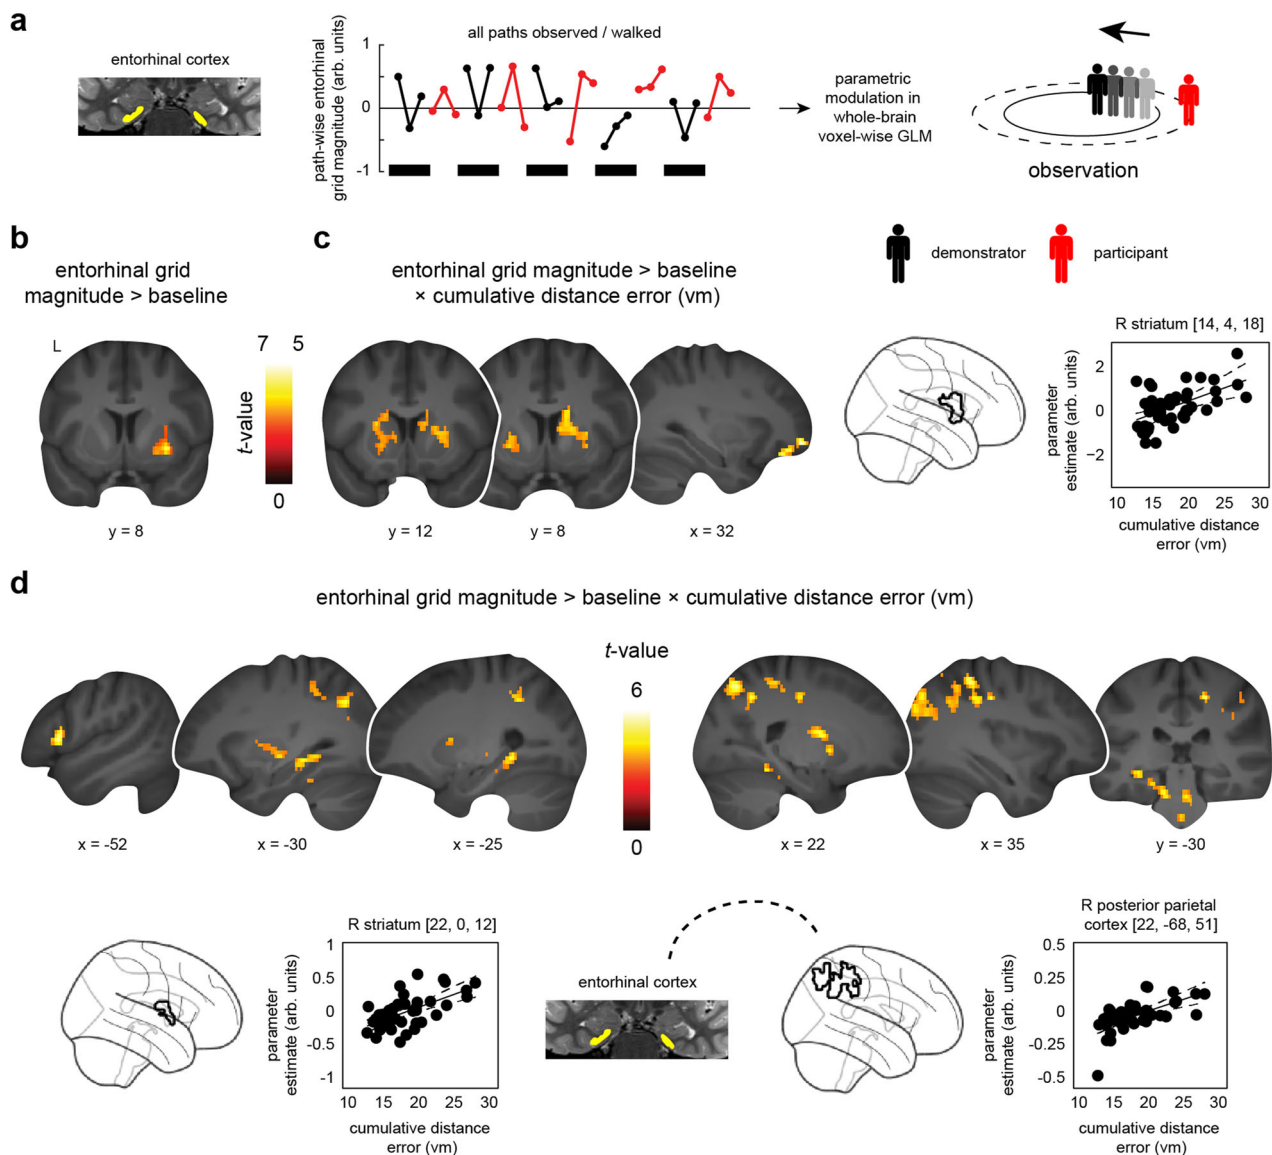 a
entorhinal cortex
all paths observed / walked
path-wise entorhinal
grid magnitude (arb. units)
1
0
-1
parametric
modulation in
whole-brain
voxel-wise GLM
observation
demonstrator
participant
b
entorhinal grid
magnitude > baseline
L
y = 8
7 5
t-value
0
c
entorhinal grid magnitude > baseline
× cumulative distance error (vm)
y = 12
y = 8
x = 32
R striatum [14, 4, 18]
parameter
estimate (arb. units)
2
0
−2
10 15 20 25 30
cumulative distance
error (vm)
d
entorhinal grid magnitude > baseline × cumulative distance error (vm)
t-value
6
0
x = -52
x = -30
x = -25
x = 22
x = 35
y = -30
R striatum [22, 0, 12]
parameter
estimate (arb. units)
1
0.5
0
-0.5
-1
10 15 20 25 30
cumulative distance
error (vm)
entorhinal cortex
R posterior parietal
cortex [22, -68, 51]
parameter
estimate (arb. units)
0.5
0.25
0
-0.25
-0.5
10 15 20 25 30
cumulative distance
error (vm)